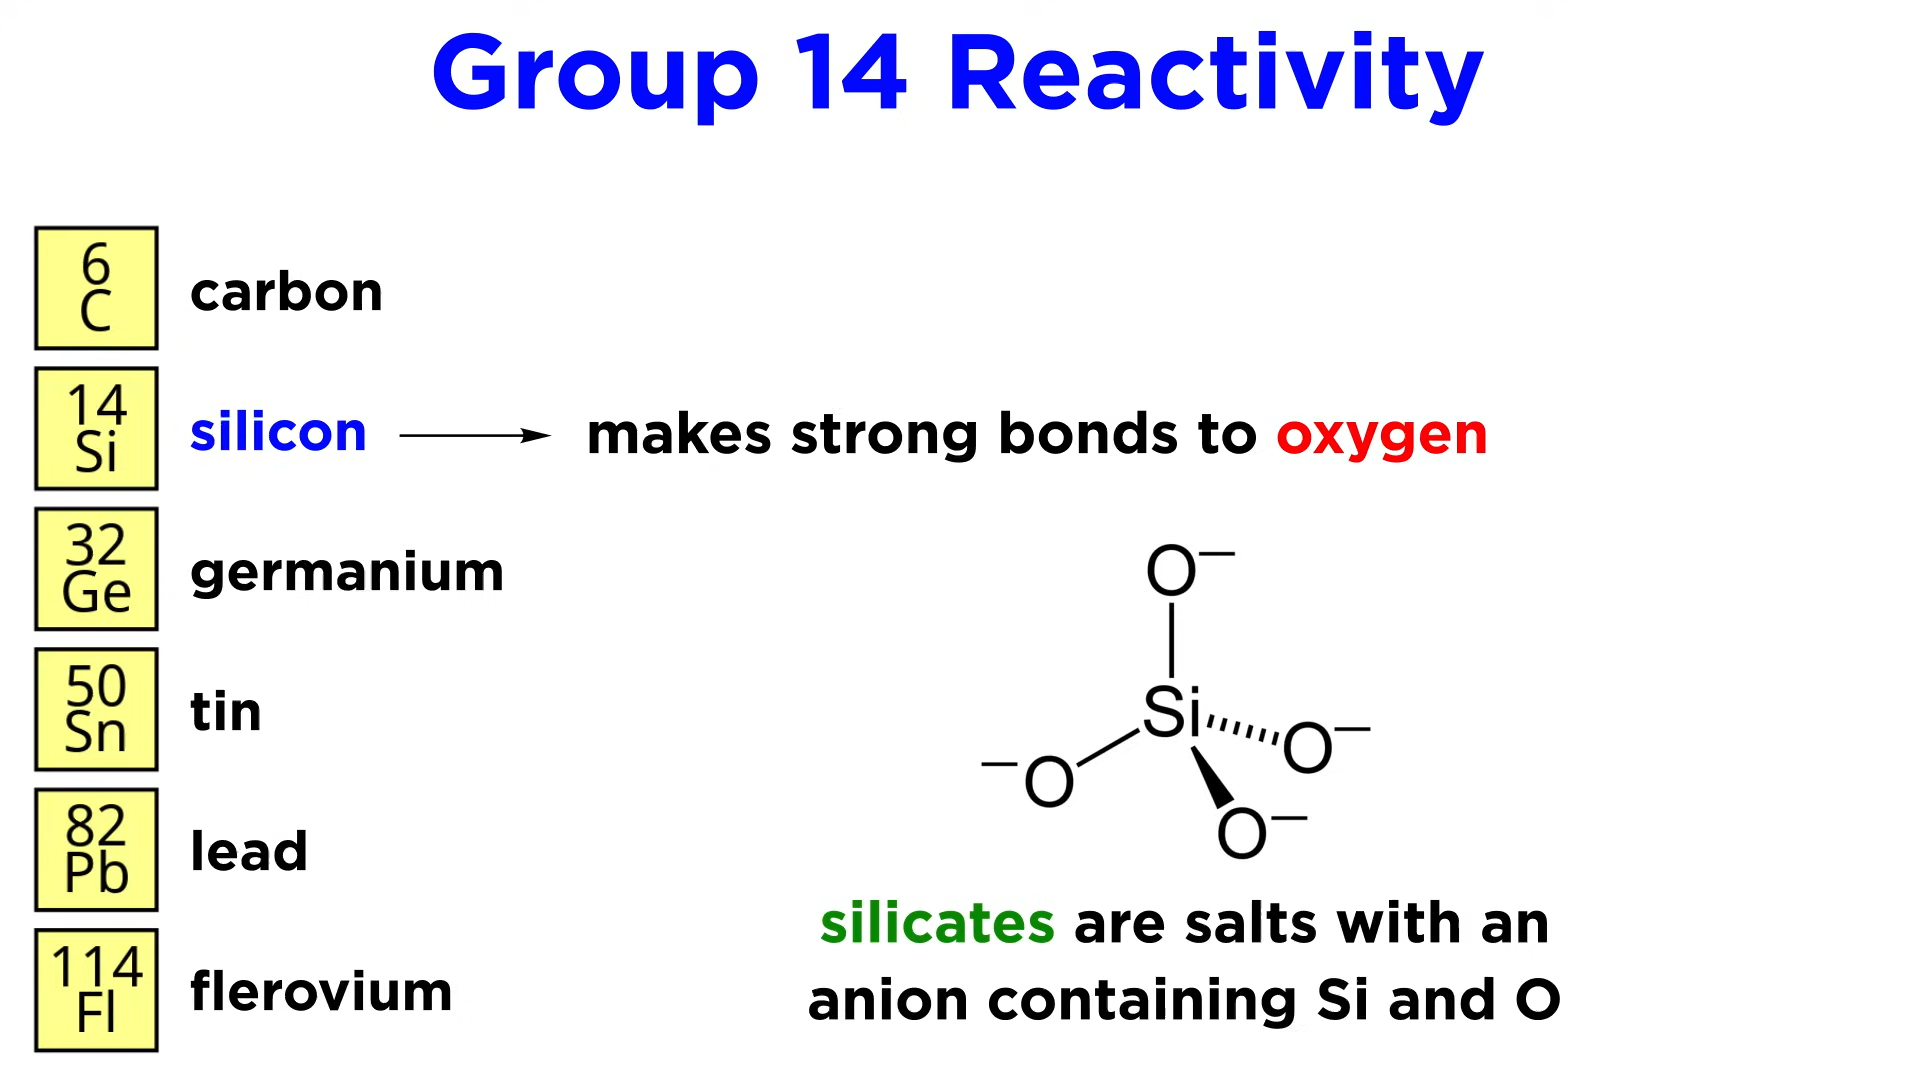 Group 14 Reactivity
6
C
carbon
14
Si
silicon
makes strong bonds to oxygen
32
Ge
germanium
50
Sn
tin
82
Pb
lead
114
Fl
flerovium
O⁻
Si
O⁻
⁻O
O⁻
silicates are salts with an
anion containing Si and O